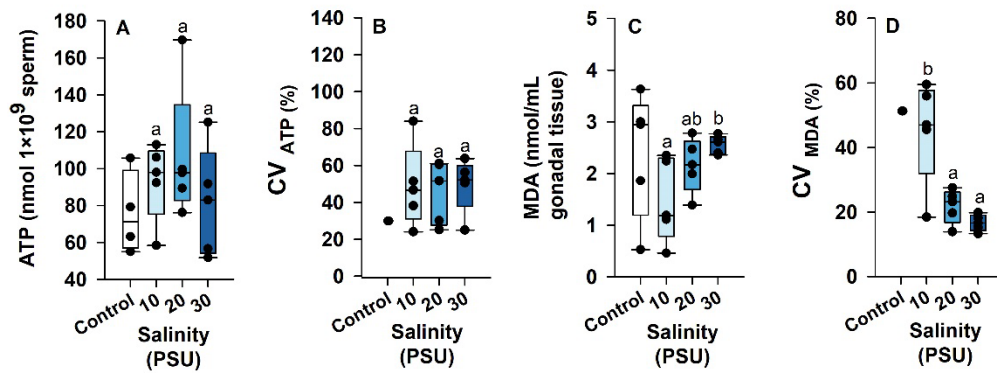 A
ATP (nmol 1×10⁹ sperm)
180
160
140
120
100
80
60
40
a
a
a
Control
10
20
30
Salinity
(PSU)
B
CV ATP (%)
140
120
100
80
60
40
20
0
a
a
a
Control
10
20
30
Salinity
(PSU)
C
MDA (nmol/mL
gonadal tissue)
5
4
3
2
1
0
a
ab
b
Control
10
20
30
Salinity
(PSU)
D
CV MDA (%)
80
60
40
20
0
b
a
a
Control
10
20
30
Salinity
(PSU)